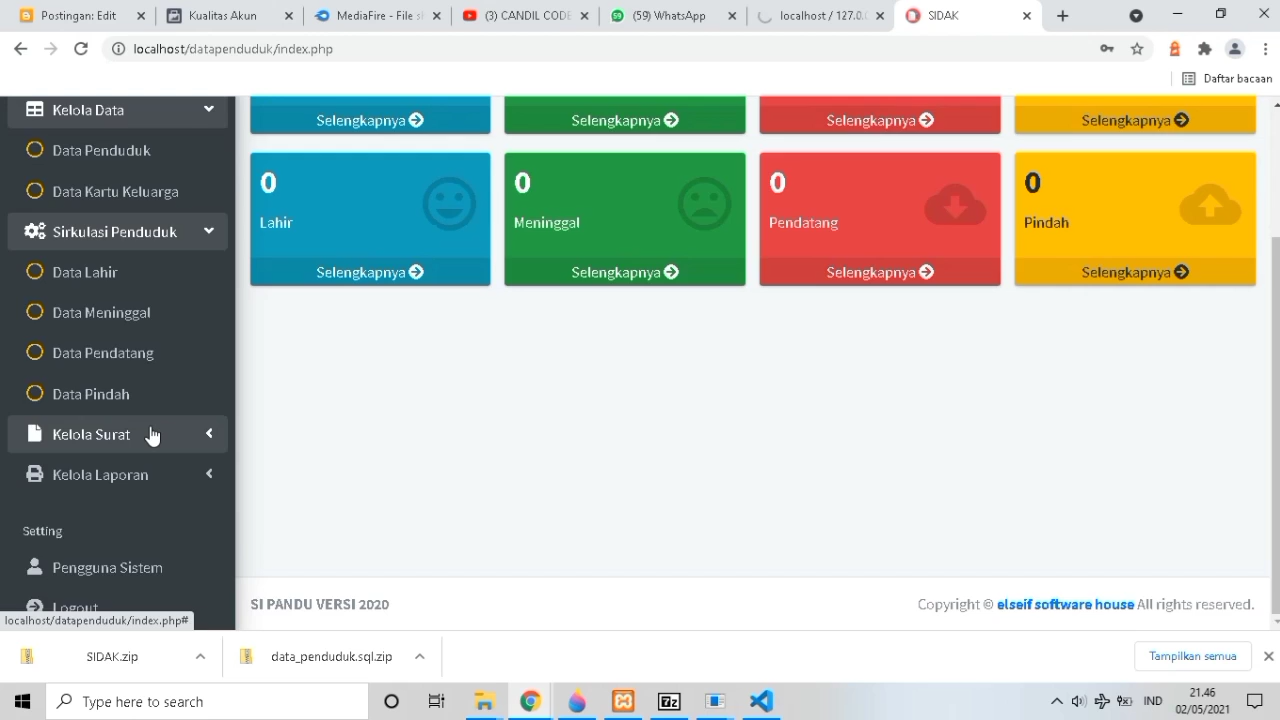 Postingan: Edit
Kualitas Akun
MediaFire - File s
(3) CANDIL CODE
(59) WhatsApp
localhost / 127.0.
SIDAK
localhost/datapenduduk/index.php
Daftar bacaan
Kelola Data
Data Penduduk
Data Kartu Keluarga
Sirkulasi Penduduk
Data Lahir
Data Meninggal
Data Pendatang
Data Pindah
Kelola Surat
Kelola Laporan
Setting
Pengguna Sistem
Logout
localhost/datapenduduk/index.php#
Selengkapnya Selengkapnya Selengkapnya Selengkapnya
0 0 0 0
Lahir Meninggal Pendatang Pindah
Selengkapnya Selengkapnya Selengkapnya Selengkapnya
SI PANDU VERSI 2020
Copyright © elseif software house All rights reserved.
SIDAK.zip
data_penduduk.sql.zip
Tampilkan semua
Type here to search
7z
IND
21.46
02/05/2021